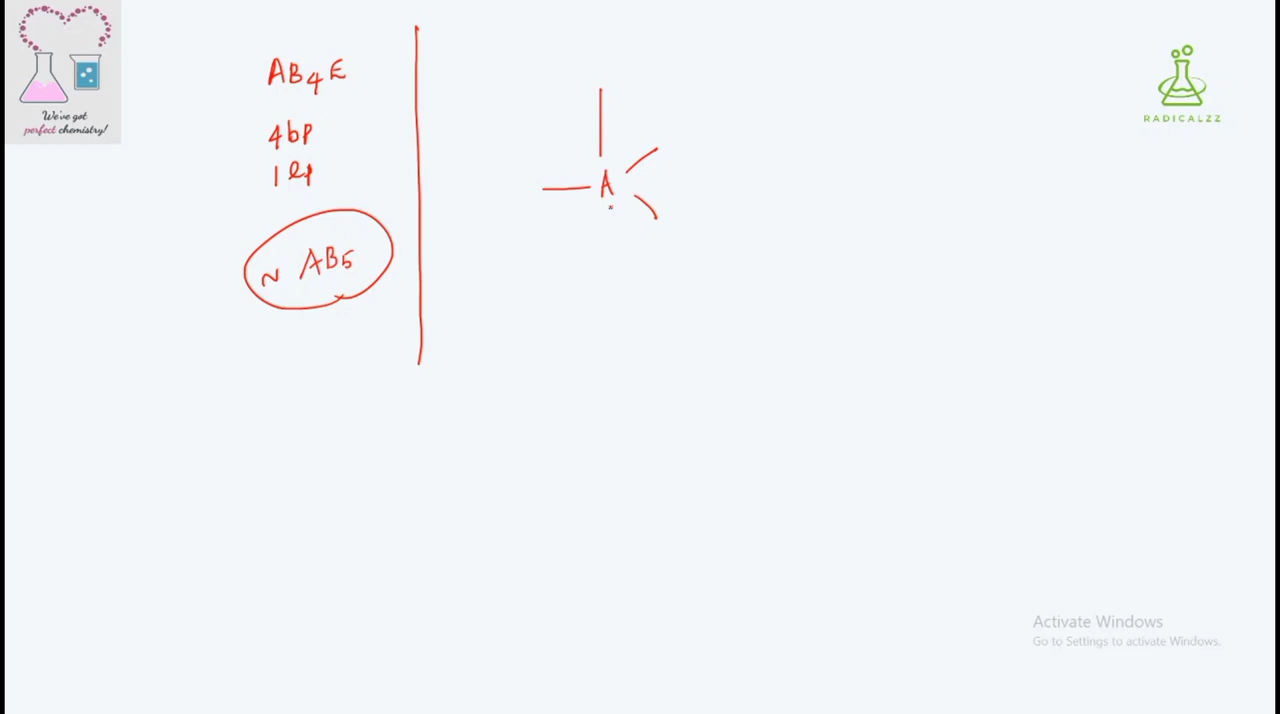 We've got
perfect chemistry!
AB4E
4bp
1lp
~ AB5
A
RADICALZZ
Activate Windows
Go to Settings to activate Windows.